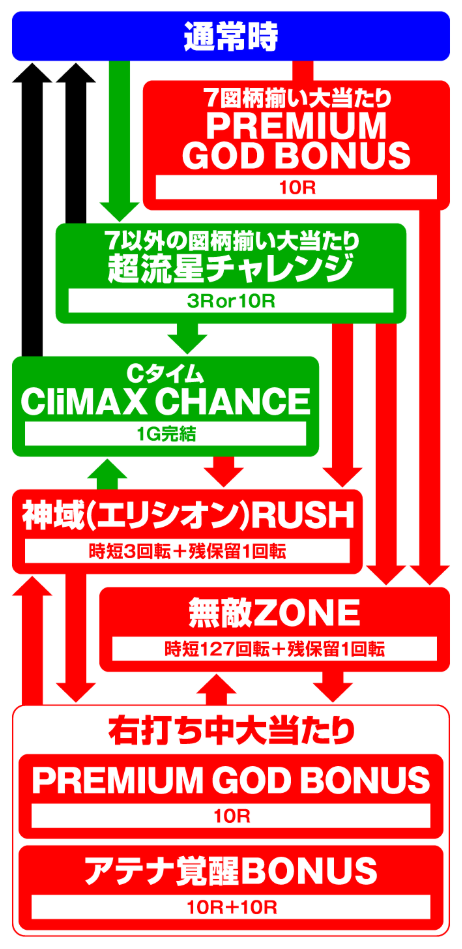 通常時
7図柄揃い大当たり
PREMIUM
GOD BONUS
10R
7以外の図柄揃い大当たり
超流星チャレンジ
3Ror10R
Cタイム
CliMAX CHANCE
1G完結
神域(エリシオン)RUSH
時短3回転＋残保留1回転
無敵ZONE
時短127回転＋残保留1回転
右打ち中大当たり
PREMIUM GOD BONUS
10R
アテナ覚醒BONUS
10R＋10R